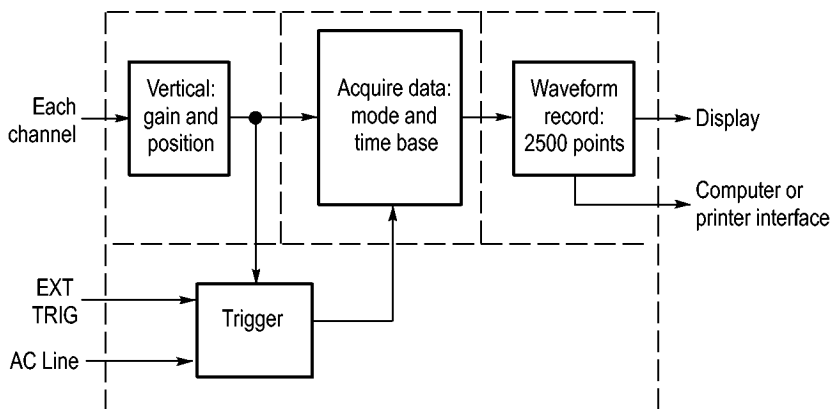 Each
channel
Vertical:
gain and
position
Acquire data:
mode and
time base
Waveform
record:
2500 points
Display
Computer or
printer interface
EXT
TRIG
Trigger
AC Line